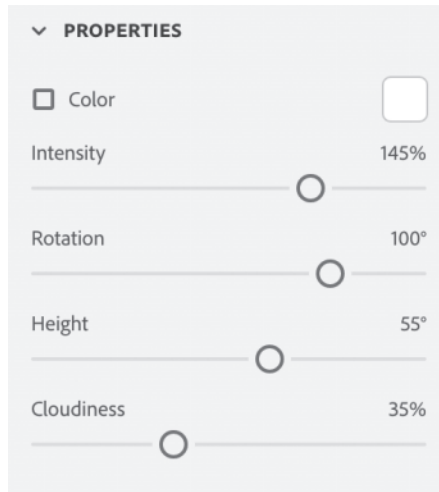 PROPERTIES
Color
Intensity 145%
Rotation 100°
Height 55°
Cloudiness 35%